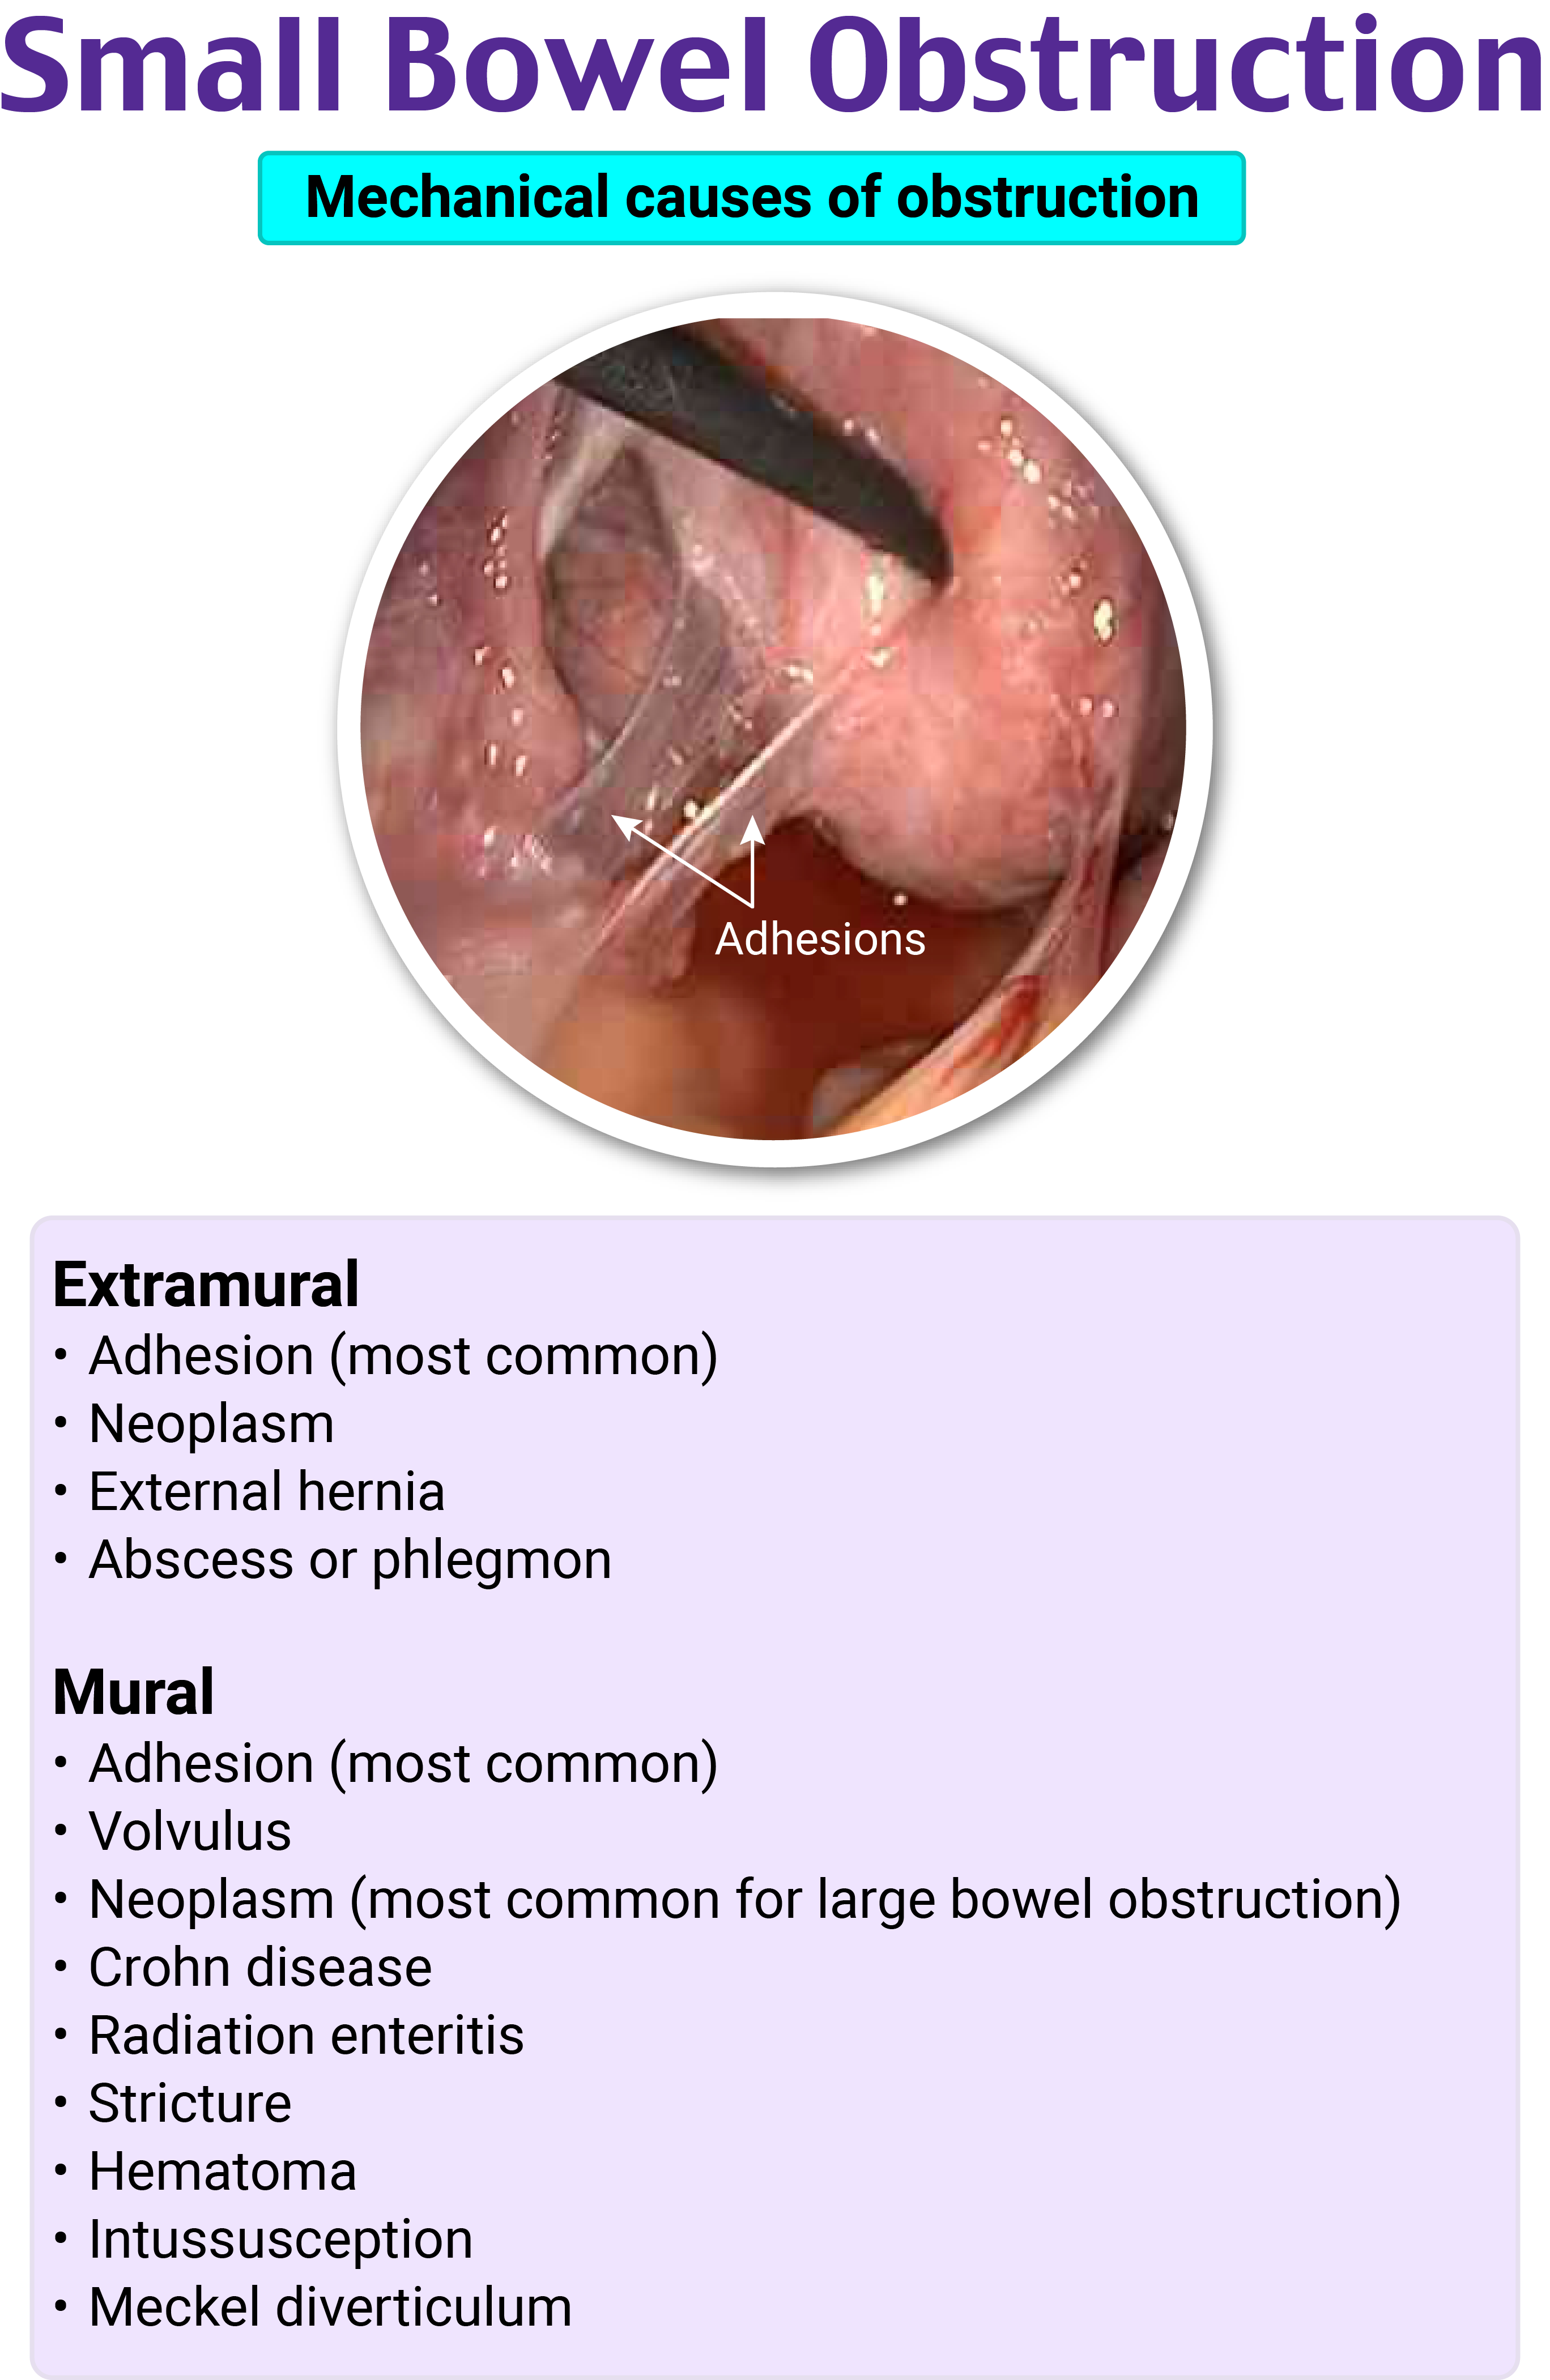 Small Bowel Obstruction
Mechanical causes of obstruction
Adhesions
Extramural
• Adhesion (most common)
• Neoplasm
• External hernia
• Abscess or phlegmon
Mural
• Adhesion (most common)
• Volvulus
• Neoplasm (most common for large bowel obstruction)
• Crohn disease
• Radiation enteritis
• Stricture
• Hematoma
• Intussusception
• Meckel diverticulum